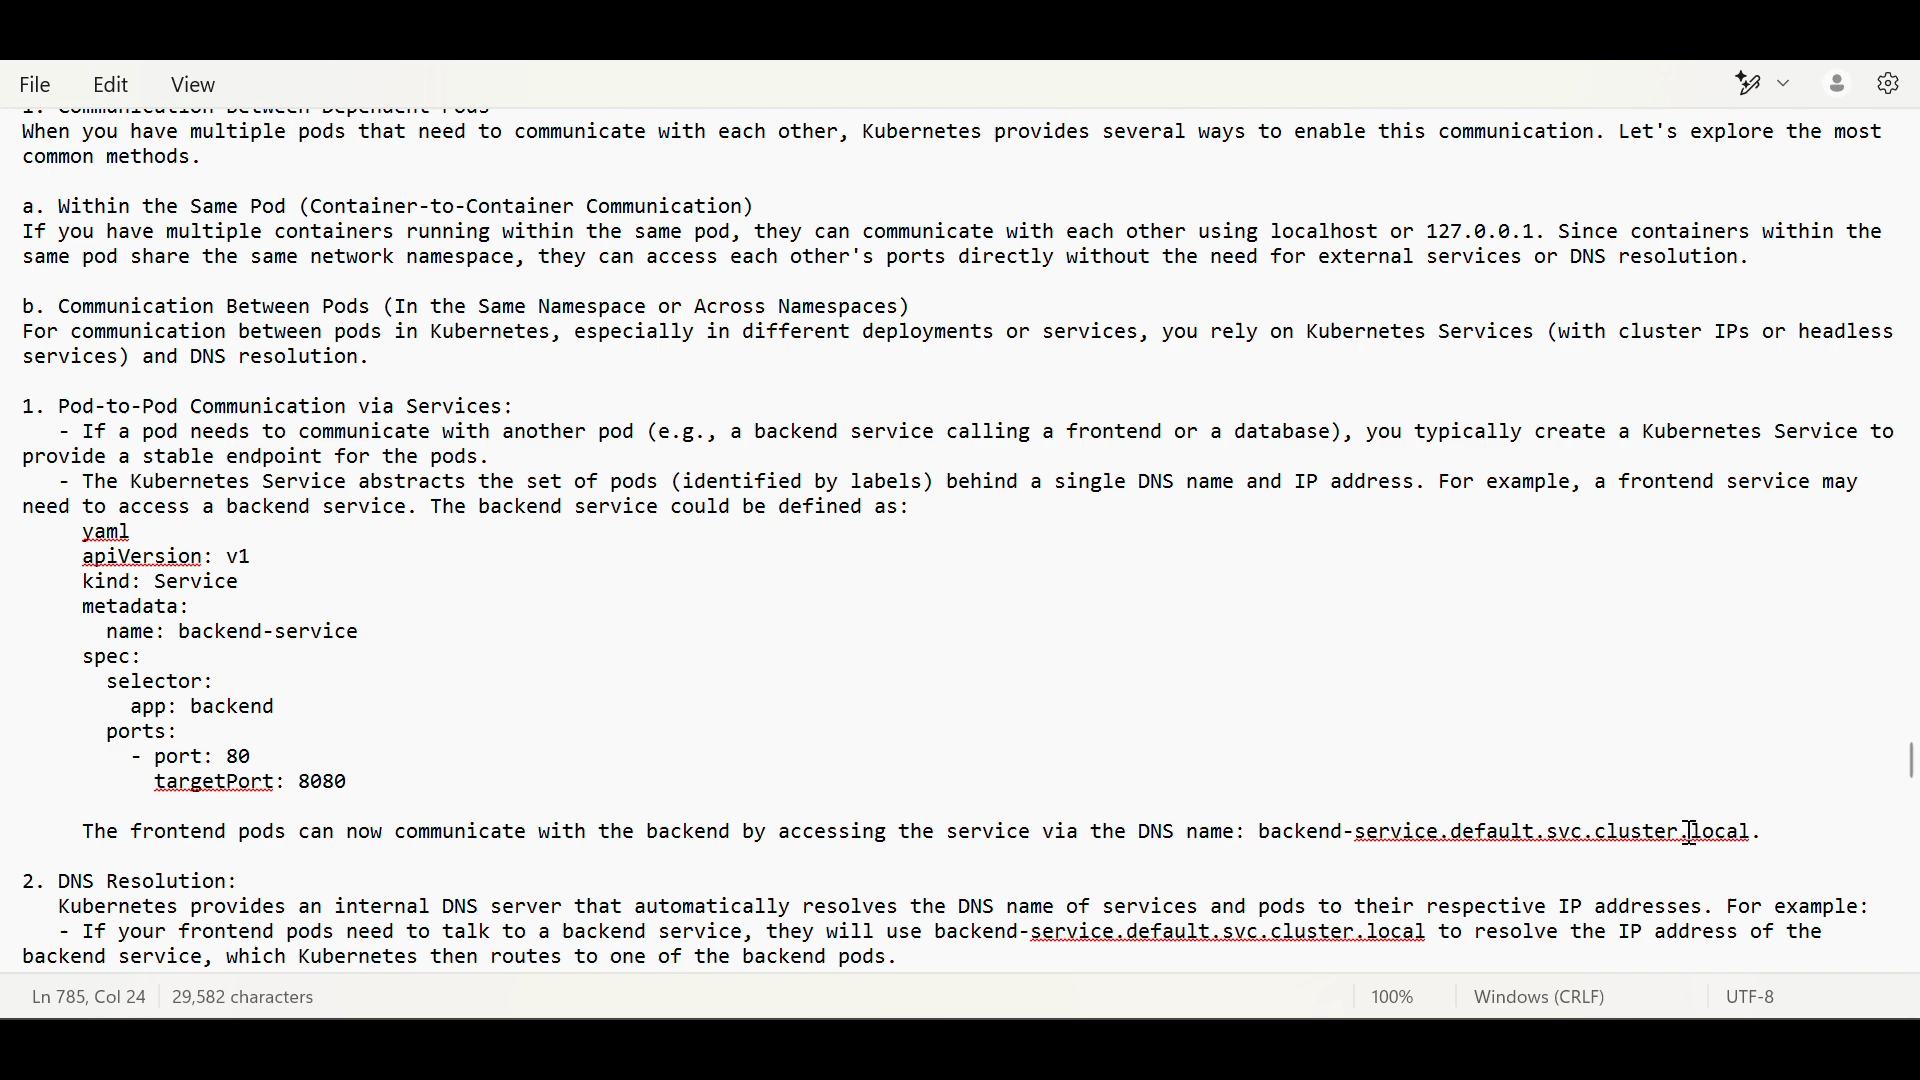 File Edit View
1. Communication Between Dependent Pods
When you have multiple pods that need to communicate with each other, Kubernetes provides several ways to enable this communication. Let's explore the most
common methods.
a. Within the Same Pod (Container-to-Container Communication)
If you have multiple containers running within the same pod, they can communicate with each other using localhost or 127.0.0.1. Since containers within the
same pod share the same network namespace, they can access each other's ports directly without the need for external services or DNS resolution.
b. Communication Between Pods (In the Same Namespace or Across Namespaces)
For communication between pods in Kubernetes, especially in different deployments or services, you rely on Kubernetes Services (with cluster IPs or headless
services) and DNS resolution.
1. Pod-to-Pod Communication via Services:
- If a pod needs to communicate with another pod (e.g., a backend service calling a frontend or a database), you typically create a Kubernetes Service to
provide a stable endpoint for the pods.
- The Kubernetes Service abstracts the set of pods (identified by labels) behind a single DNS name and IP address. For example, a frontend service may
need to access a backend service. The backend service could be defined as:
yaml
apiVersion: v1
kind: Service
metadata:
name: backend-service
spec:
selector:
app: backend
ports:
- port: 80
targetPort: 8080
The frontend pods can now communicate with the backend by accessing the service via the DNS name: backend-service.default.svc.cluster.local.
2. DNS Resolution:
Kubernetes provides an internal DNS server that automatically resolves the DNS name of services and pods to their respective IP addresses. For example:
- If your frontend pods need to talk to a backend service, they will use backend-service.default.svc.cluster.local to resolve the IP address of the
backend service, which Kubernetes then routes to one of the backend pods.
Ln 785, Col 24 29,582 characters 100% Windows (CRLF) UTF-8